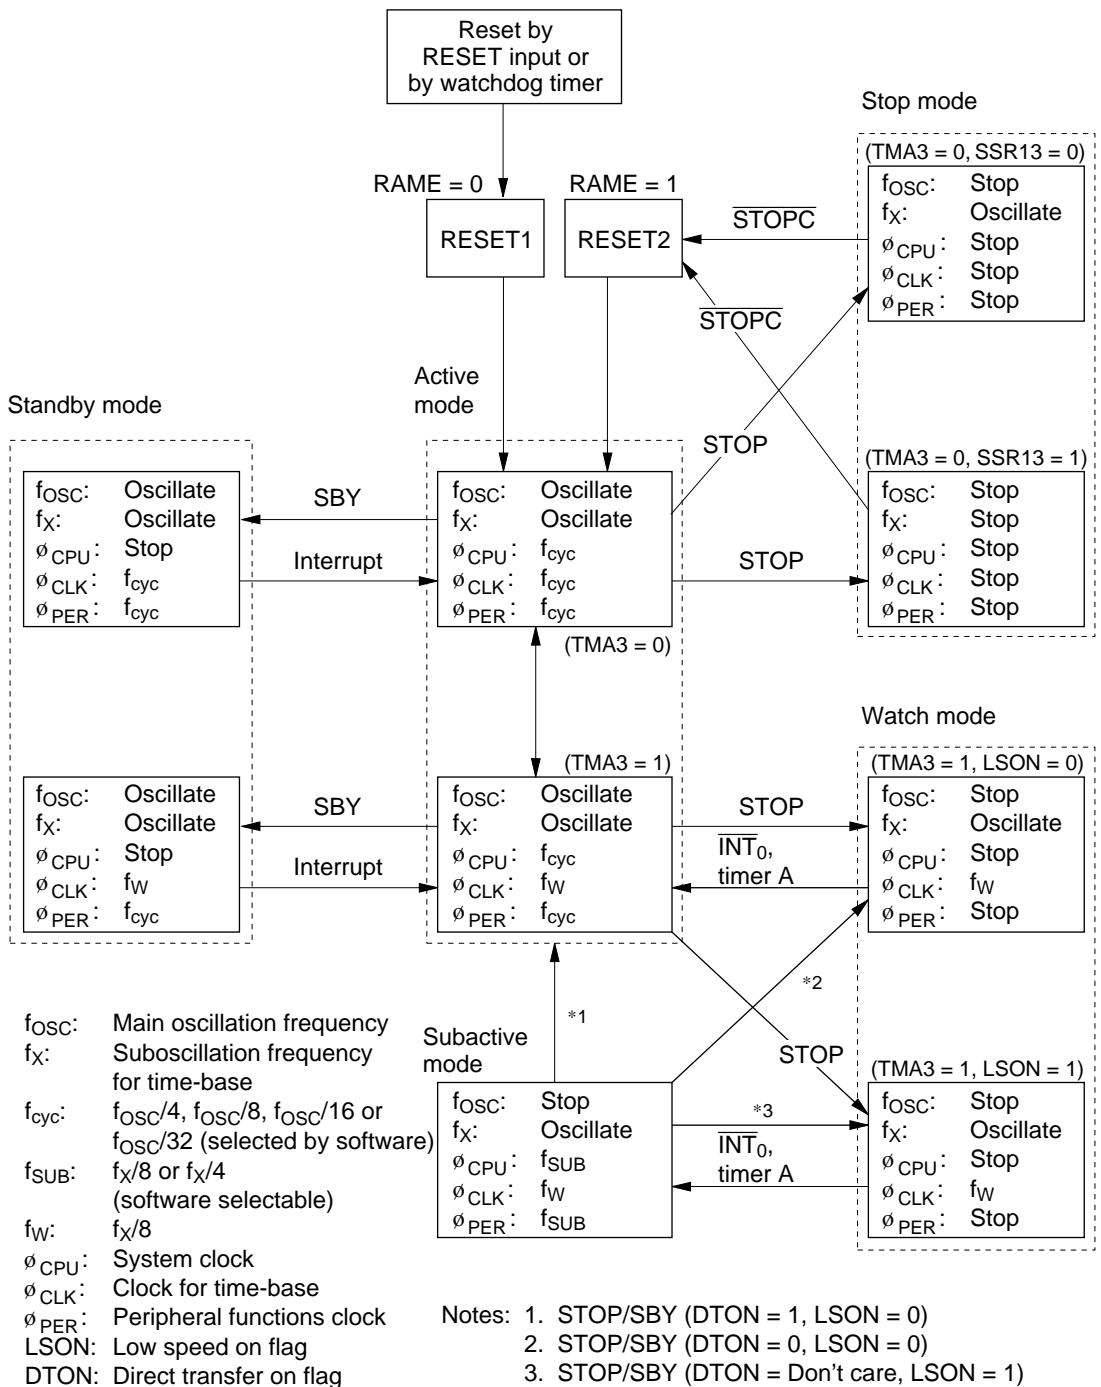 Reset by
RESET input or
by watchdog timer
Stop mode
(TMA3 = 0, SSR13 = 0)
RAME = 0
RAME = 1
fOSC: Stop
fX: Oscillate
øCPU: Stop
øCLK: Stop
øPER: Stop
RESET1
RESET2
STOPC
STOPC
Active
mode
Standby mode
STOP
(TMA3 = 0, SSR13 = 1)
fOSC: Oscillate
fX: Oscillate
øCPU: Stop
øCLK: fcyc
øPER: fcyc
SBY
Interrupt
fOSC: Oscillate
fX: Oscillate
øCPU: fcyc
øCLK: fcyc
øPER: fcyc
(TMA3 = 0)
STOP
fOSC: Stop
fX: Stop
øCPU: Stop
øCLK: Stop
øPER: Stop
Watch mode
(TMA3 = 1)
(TMA3 = 1, LSON = 0)
fOSC: Oscillate
fX: Oscillate
øCPU: Stop
øCLK: fW
øPER: fcyc
SBY
Interrupt
fOSC: Oscillate
fX: Oscillate
øCPU: fcyc
øCLK: fW
øPER: fcyc
STOP
INT0,
timer A
fOSC: Stop
fX: Oscillate
øCPU: Stop
øCLK: fW
øPER: Stop
*1
*2
STOP
Subactive
mode
(TMA3 = 1, LSON = 1)
fOSC: Stop
fX: Oscillate
øCPU: fSUB
øCLK: fW
øPER: fSUB
*3
INT0,
timer A
fOSC: Stop
fX: Oscillate
øCPU: Stop
øCLK: fW
øPER: Stop
fOSC: Main oscillation frequency
fX: Suboscillation frequency
for time-base
fcyc: fOSC/4, fOSC/8, fOSC/16 or
fOSC/32 (selected by software)
fSUB: fX/8 or fX/4
(software selectable)
fW: fX/8
øCPU: System clock
øCLK: Clock for time-base
øPER: Peripheral functions clock
LSON: Low speed on flag
DTON: Direct transfer on flag
Notes: 1. STOP/SBY (DTON = 1, LSON = 0)
2. STOP/SBY (DTON = 0, LSON = 0)
3. STOP/SBY (DTON = Don't care, LSON = 1)